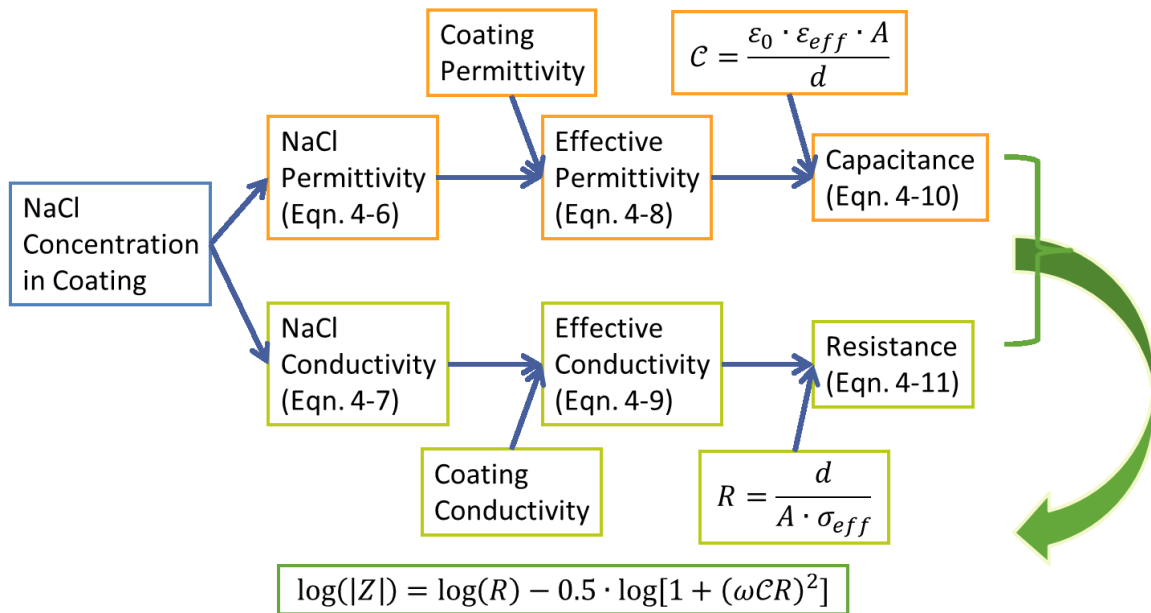 Coating
Permittivity
𝒞 = ε₀ · ε_eff · A / d
NaCl
Permittivity
(Eqn. 4-6)
Effective
Permittivity
(Eqn. 4-8)
Capacitance
(Eqn. 4-10)
NaCl
Concentration
in Coating
NaCl
Conductivity
(Eqn. 4-7)
Effective
Conductivity
(Eqn. 4-9)
Resistance
(Eqn. 4-11)
Coating
Conductivity
R = d / A · σ_eff
log(|Z|) = log(R) − 0.5 · log[1 + (ω𝒞R)²]